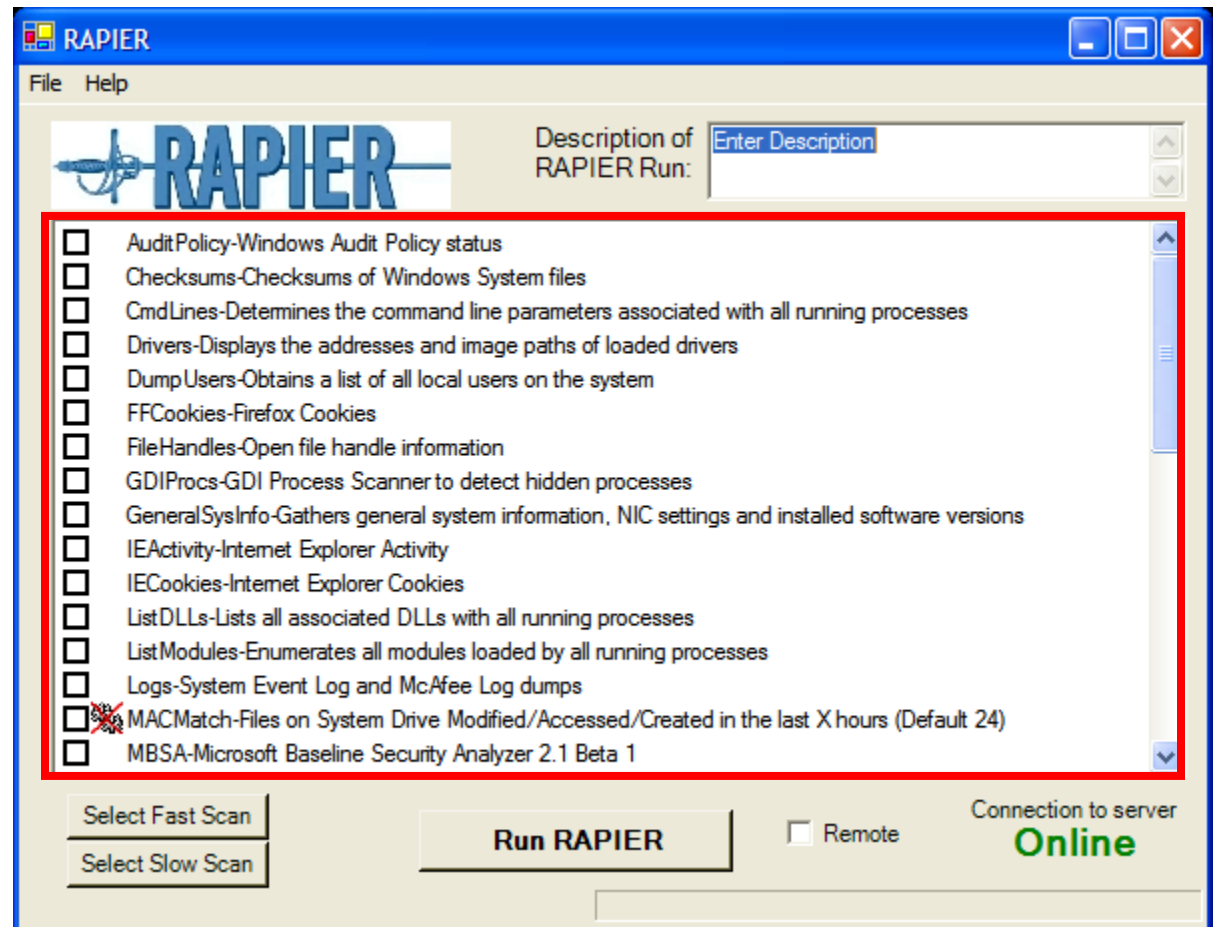 RAPIER
File Help
RAPIER
Description of
RAPIER Run:
Enter Description
AuditPolicy-Windows Audit Policy status
Checksums-Checksums of Windows System files
CmdLines-Determines the command line parameters associated with all running processes
Drivers-Displays the addresses and image paths of loaded drivers
DumpUsers-Obtains a list of all local users on the system
FFCookies-Firefox Cookies
FileHandles-Open file handle information
GDIProcs-GDI Process Scanner to detect hidden processes
GeneralSysInfo-Gathers general system information, NIC settings and installed software versions
IEActivity-Internet Explorer Activity
IECookies-Internet Explorer Cookies
ListDLLs-Lists all associated DLLs with all running processes
ListModules-Enumerates all modules loaded by all running processes
Logs-System Event Log and McAfee Log dumps
MACMatch-Files on System Drive Modified/Accessed/Created in the last X hours (Default 24)
MBSA-Microsoft Baseline Security Analyzer 2.1 Beta 1
Select Fast Scan
Select Slow Scan
Run RAPIER
Remote
Connection to server
Online